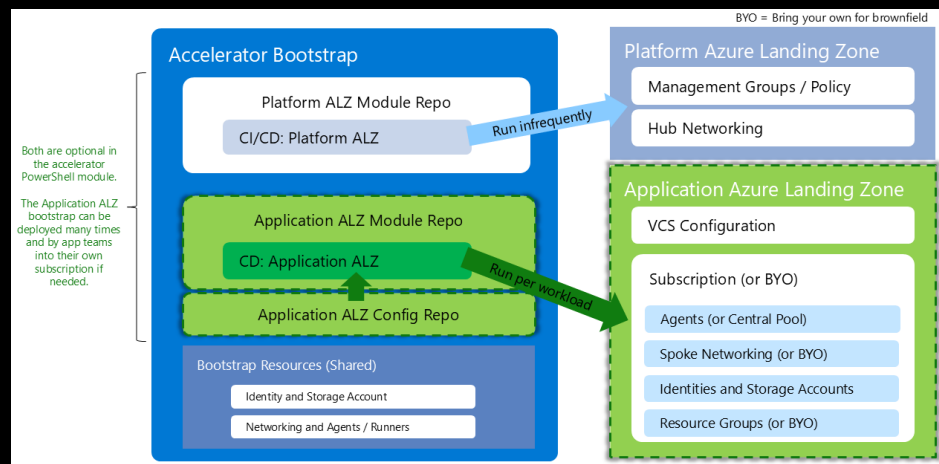 BYO = Bring your own for brownfield
Accelerator Bootstrap
Platform ALZ Module Repo
CI/CD: Platform ALZ
Run infrequently
Platform Azure Landing Zone
Management Groups / Policy
Hub Networking
Both are optional in
the accelerator
PowerShell module.
The Application ALZ
bootstrap can be
deployed many times
and by app teams
into their own
subscription if
needed.
Application ALZ Module Repo
CD: Application ALZ
Run per workload
Application ALZ Config Repo
Bootstrap Resources (Shared)
Identity and Storage Account
Networking and Agents / Runners
Application Azure Landing Zone
VCS Configuration
Subscription (or BYO)
Agents (or Central Pool)
Spoke Networking (or BYO)
Identities and Storage Accounts
Resource Groups (or BYO)